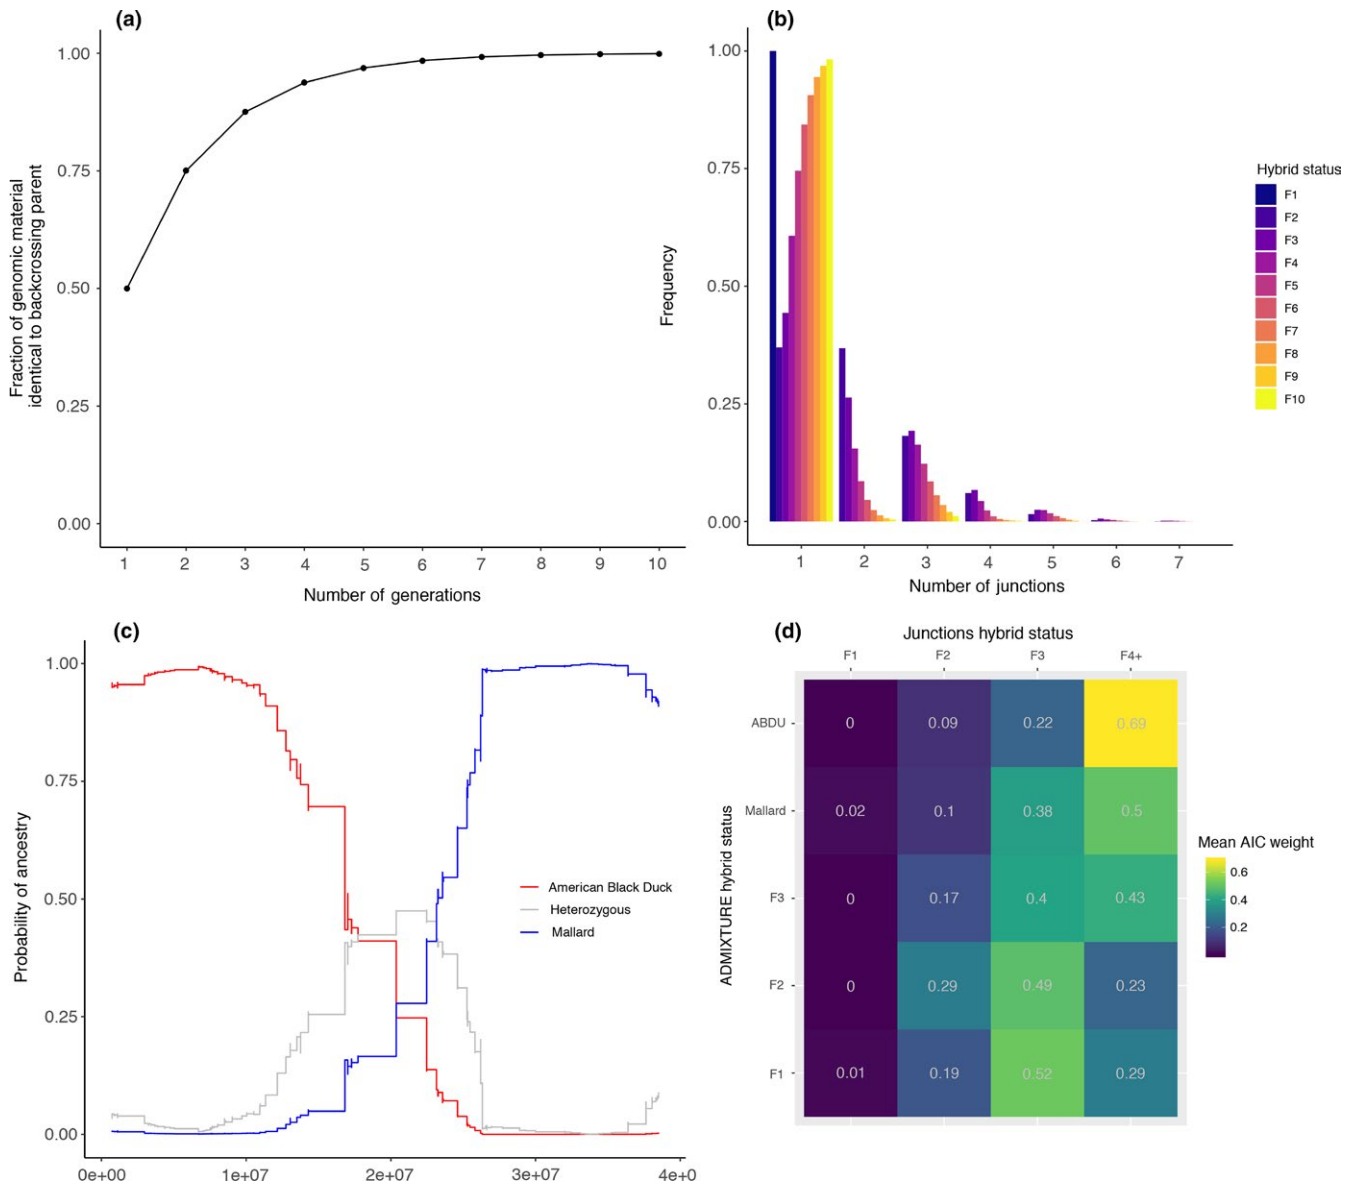 (a)
1.00
0.75
0.50
0.25
0.00
Fraction of genomic material
identical to backcrossing parent
1 2 3 4 5 6 7 8 9 10
Number of generations
(b)
1.00
0.75
0.50
0.25
0.00
Frequency
1 2 3 4 5 6 7
Number of junctions
Hybrid status
F1
F2
F3
F4
F5
F6
F7
F8
F9
F10
(c)
1.00
0.75
0.50
0.25
0.00
Probability of ancestry
American Black Duck
Heterozygous
Mallard
0e+00 1e+07 2e+07 3e+07 4e+0
(d)
Junctions hybrid status
F1 F2 F3 F4+
ADMIXTURE hybrid status
ABDU 0 0.09 0.22 0.69
Mallard 0.02 0.1 0.38 0.5
F3 0 0.17 0.4 0.43
F2 0 0.29 0.49 0.23
F1 0.01 0.19 0.52 0.29
Mean AIC weight
0.6
0.4
0.2